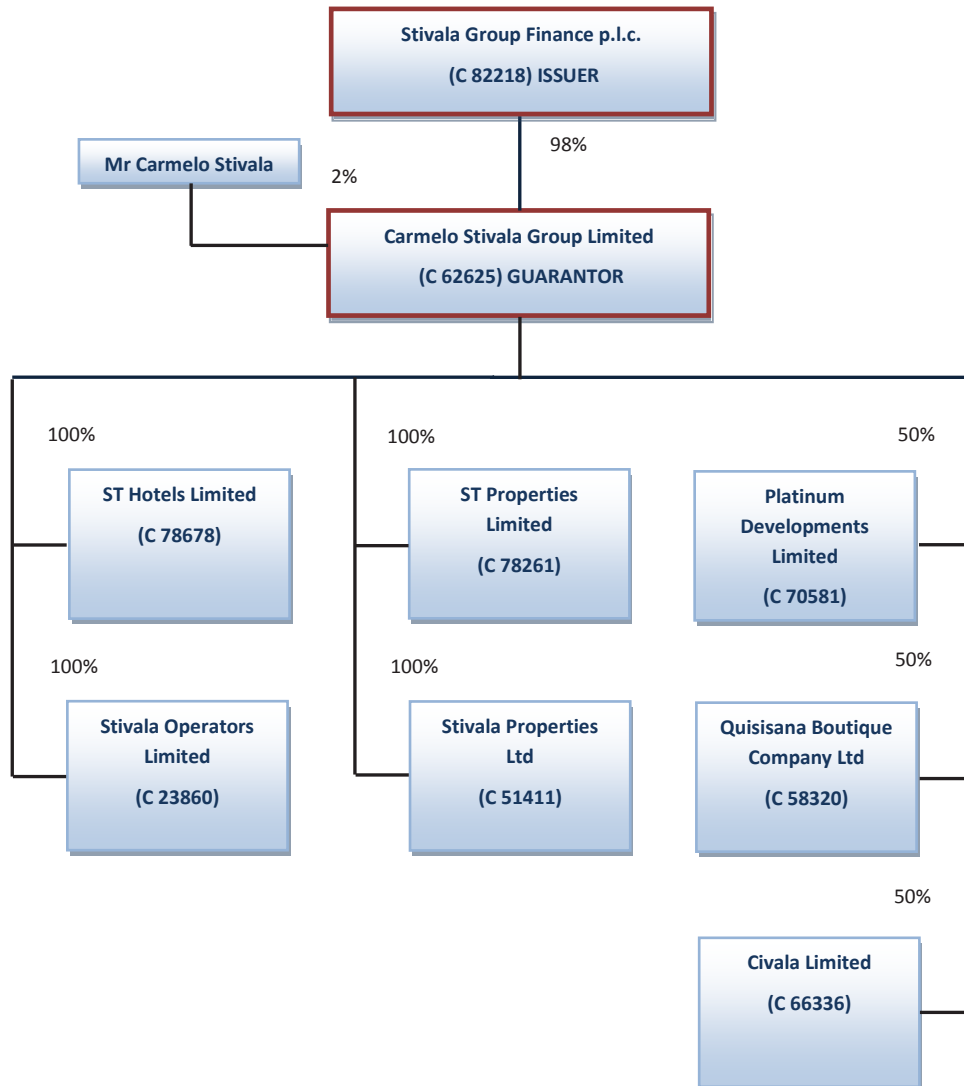 Stivala Group Finance p.l.c.
(C 82218) ISSUER
98%
Mr Carmelo Stivala
2%
Carmelo Stivala Group Limited
(C 62625) GUARANTOR
100%
100%
50%
ST Hotels Limited
(C 78678)
ST Properties
Limited
(C 78261)
Platinum
Developments
Limited
(C 70581)
100%
100%
50%
Stivala Operators
Limited
(C 23860)
Stivala Properties
Ltd
(C 51411)
Quisisana Boutique
Company Ltd
(C 58320)
50%
Civala Limited
(C 66336)